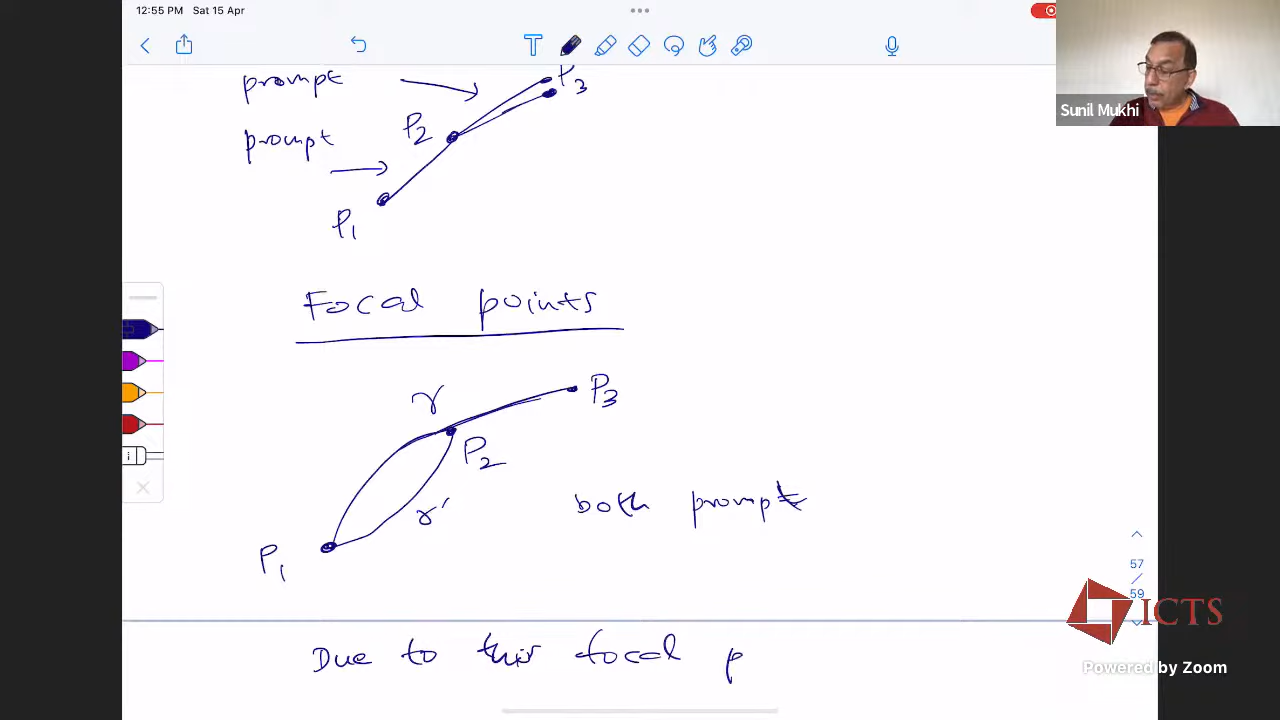 12:55 PM Sat 15 Apr
prompt
P3
P2
prompt
P1
Sunil Mukhi
Focal points
γ
P3
P2
γ'
both prompt
P1
57
/
59
ICTS
Due to this focal p
Powered by Zoom